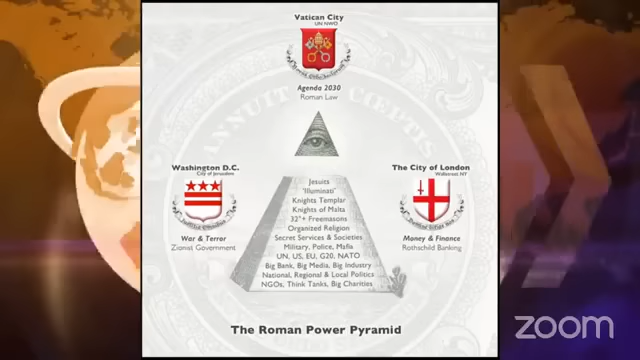 Vatican City
UN NWO
Agenda 2030
Roman Law
ANNUIT CŒPTIS
Washington D.C.
City of Jerusalem
War & Terror
Zionist Government
The City of London
Wallstreet NY
Money & Finance
Rothschild Banking
Jesuits
'Illuminati'
Knights Templar
Knights of Malta
32°+ Freemasons
Organized Religion
Secret Services & Societies
Military, Police, Mafia
UN, US, EU, G20, NATO
Big Bank, Big Media, Big Industry
National, Regional & Local Politics
NGOs, Think Tanks, Big Charities
The Roman Power Pyramid
zoom